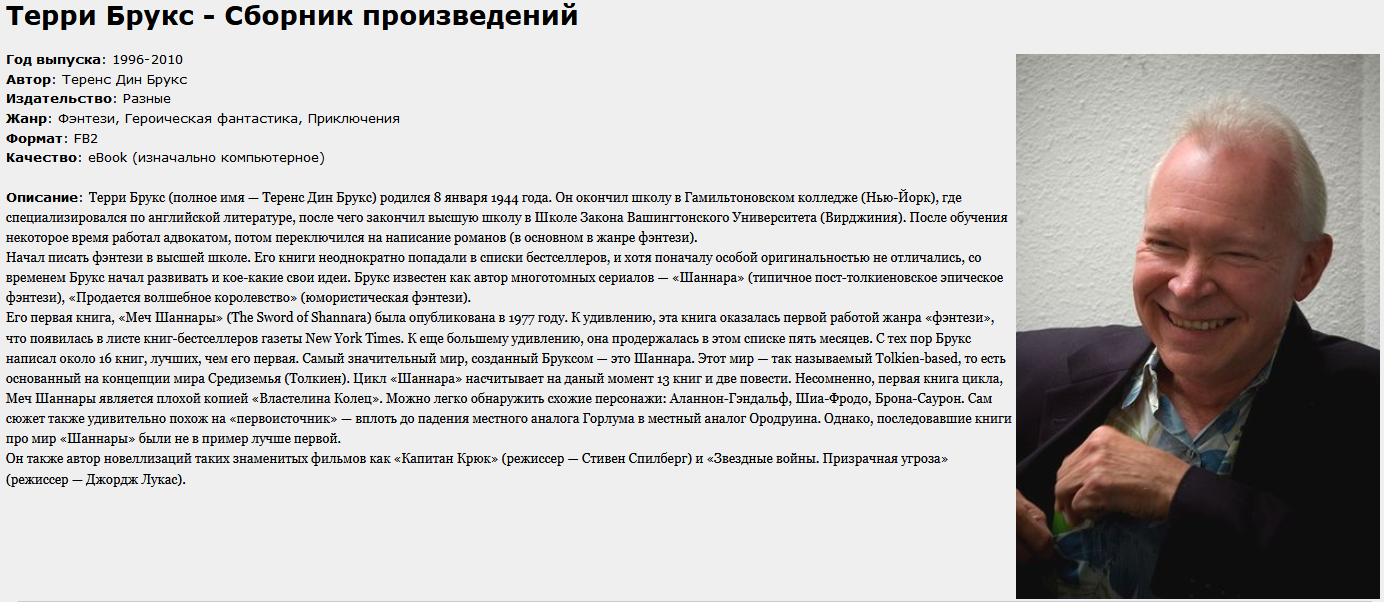 Терри Брукс - Сборник произведений
Год выпуска: 1996-2010
Автор: Теренс Дин Брукс
Издательство: Разные
Жанр: Фэнтези, Героическая фантастика, Приключения
Формат: FB2
Качество: eBook (изначально компьютерное)
Описание: Терри Брукс (полное имя — Теренс Дин Брукс) родился 8 января 1944 года. Он окончил школу в Гамильтоновском колледже (Нью-Йорк), где
специализировался по английской литературе, после чего закончил высшую школу в Школе Закона Вашингтонского Университета (Вирджиния). После обучения
некоторое время работал адвокатом, потом переключился на написание романов (в основном в жанре фэнтези).
Начал писать фэнтези в высшей школе. Его книги неоднократно попадали в списки бестселлеров, и хотя поначалу особой оригинальностью не отличались, со
временем Брукс начал развивать и кое-какие свои идеи. Брукс известен как автор многотомных сериалов — «Шаннара» (типичное пост-толкиеновское эпическое
фэнтези), «Продается волшебное королевство» (юмористическая фэнтези).
Его первая книга, «Меч Шаннары» (The Sword of Shannara) была опубликована в 1977 году. К удивлению, эта книга оказалась первой работой жанра «фэнтези»,
что появилась в листе книг-бестселлеров газеты New York Times. К еще большему удивлению, она продержалась в этом списке пять месяцев. С тех пор Брукс
написал около 16 книг, лучших, чем его первая. Самый значительный мир, созданный Бруксом — это Шаннара. Этот мир — так называемый Tolkien-based, то есть
основанный на концепции мира Средиземья (Толкиен). Цикл «Шаннара» насчитывает на даный момент 13 книг и две повести. Несомненно, первая книга цикла,
Меч Шаннары является плохой копией «Властелина Колец». Можно легко обнаружить схожие персонажи: Аланнон-Гэндальф, Шиа-Фродо, Брона-Саурон. Сам
сюжет также удивительно похож на «первоисточник» — вплоть до падения местного аналога Горлума в местный аналог Ородруина. Однако, последовавшие книги
про мир «Шаннары» были не в пример лучше первой.
Он также автор новеллизаций таких знаменитых фильмов как «Капитан Крюк» (режиссер — Стивен Спилберг) и «Звездные войны. Призрачная угроза»
(режиссер — Джордж Лукас).